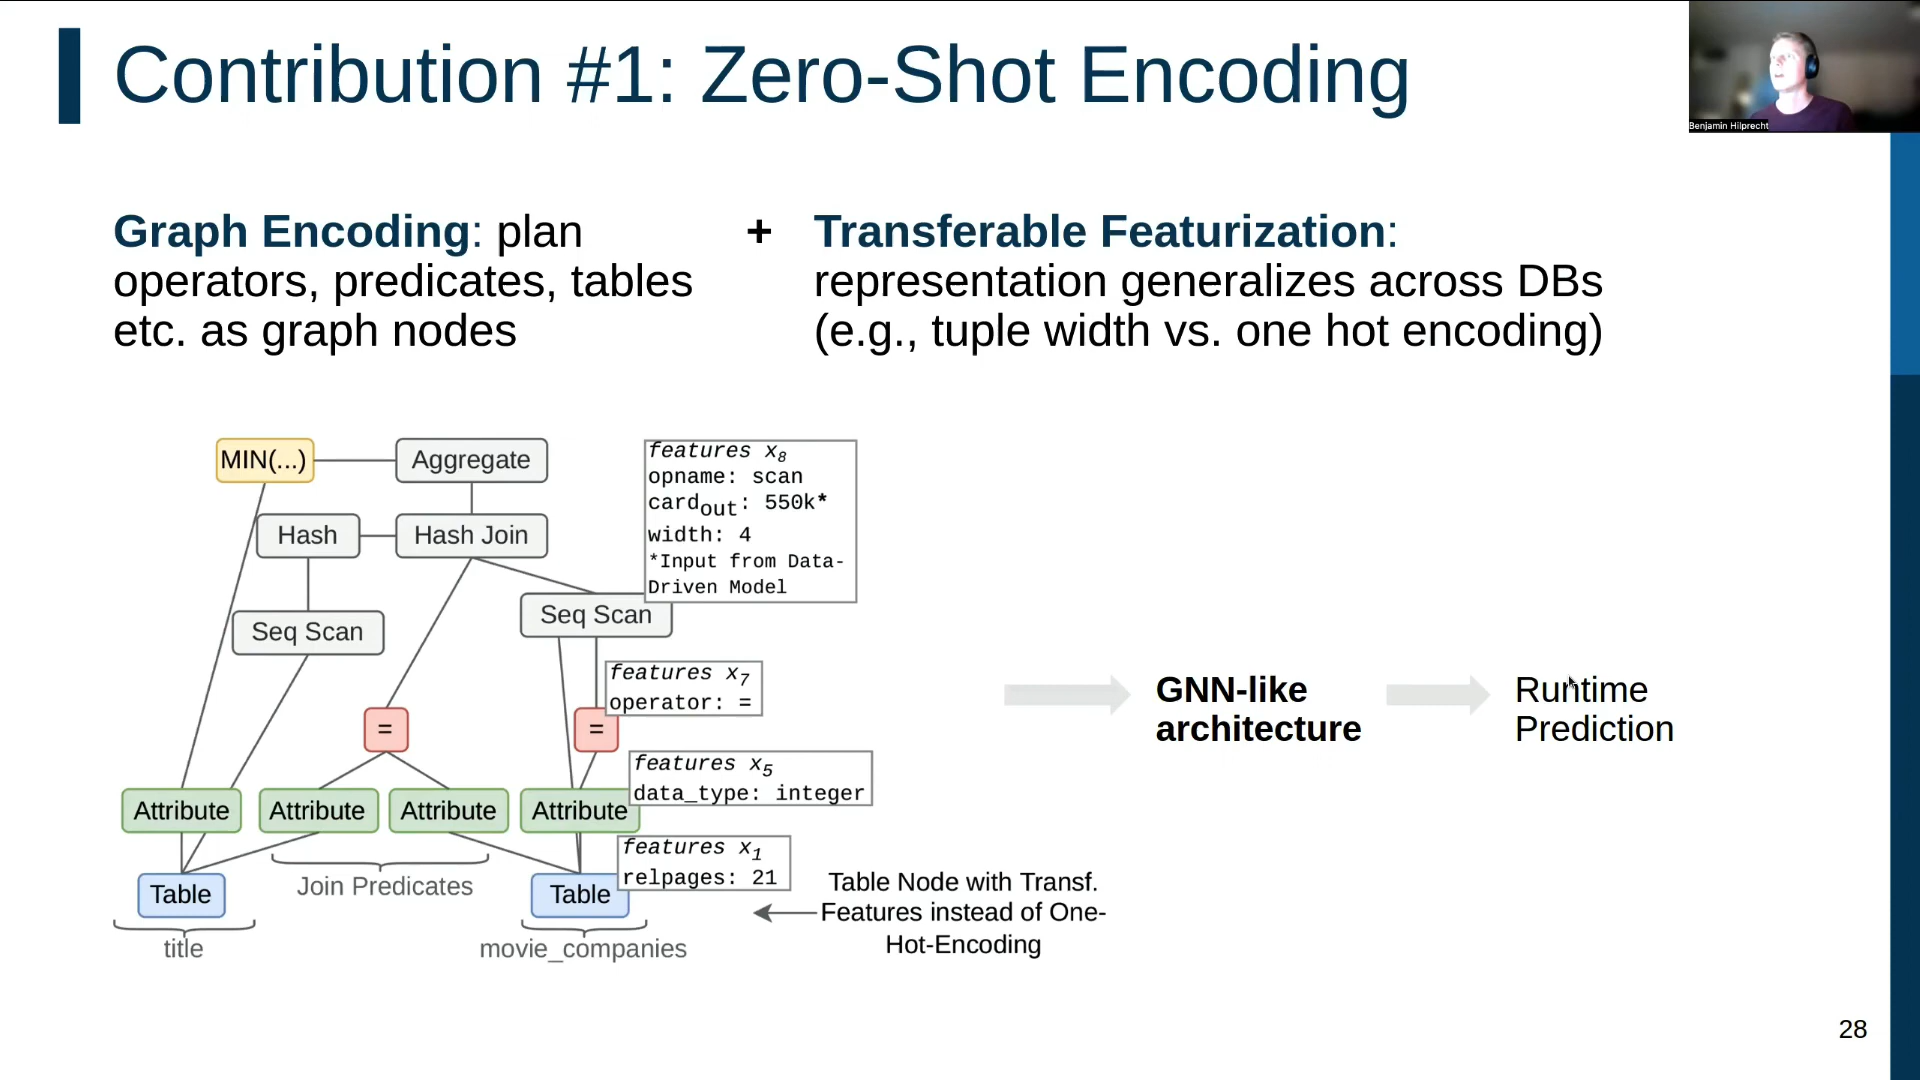 Contribution #1: Zero-Shot Encoding
Benjamin Hilprecht
Graph Encoding: plan
operators, predicates, tables
etc. as graph nodes
+
Transferable Featurization:
representation generalizes across DBs
(e.g., tuple width vs. one hot encoding)
MIN(...)
Aggregate
Hash
Hash Join
Seq Scan
Seq Scan
features x8
opname: scan
cardout: 550k*
width: 4
*Input from Data-
Driven Model
features x7
operator: =
=
=
features x5
data_type: integer
Attribute
Attribute
Attribute
Attribute
features x1
relpages: 21
Join Predicates
Table
Table
title
movie_companies
Table Node with Transf.
Features instead of One-
Hot-Encoding
GNN-like
architecture
Runtime
Prediction
28